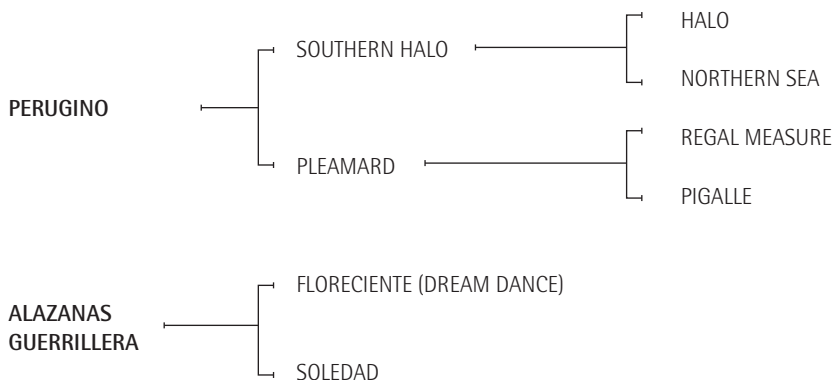 HALO
SOUTHERN HALO
NORTHERN SEA
PERUGINO
REGAL MEASURE
PLEAMARD
PIGALLE
FLORECIENTE (DREAM DANCE)
ALAZANAS
GUERRILLERA
SOLEDAD